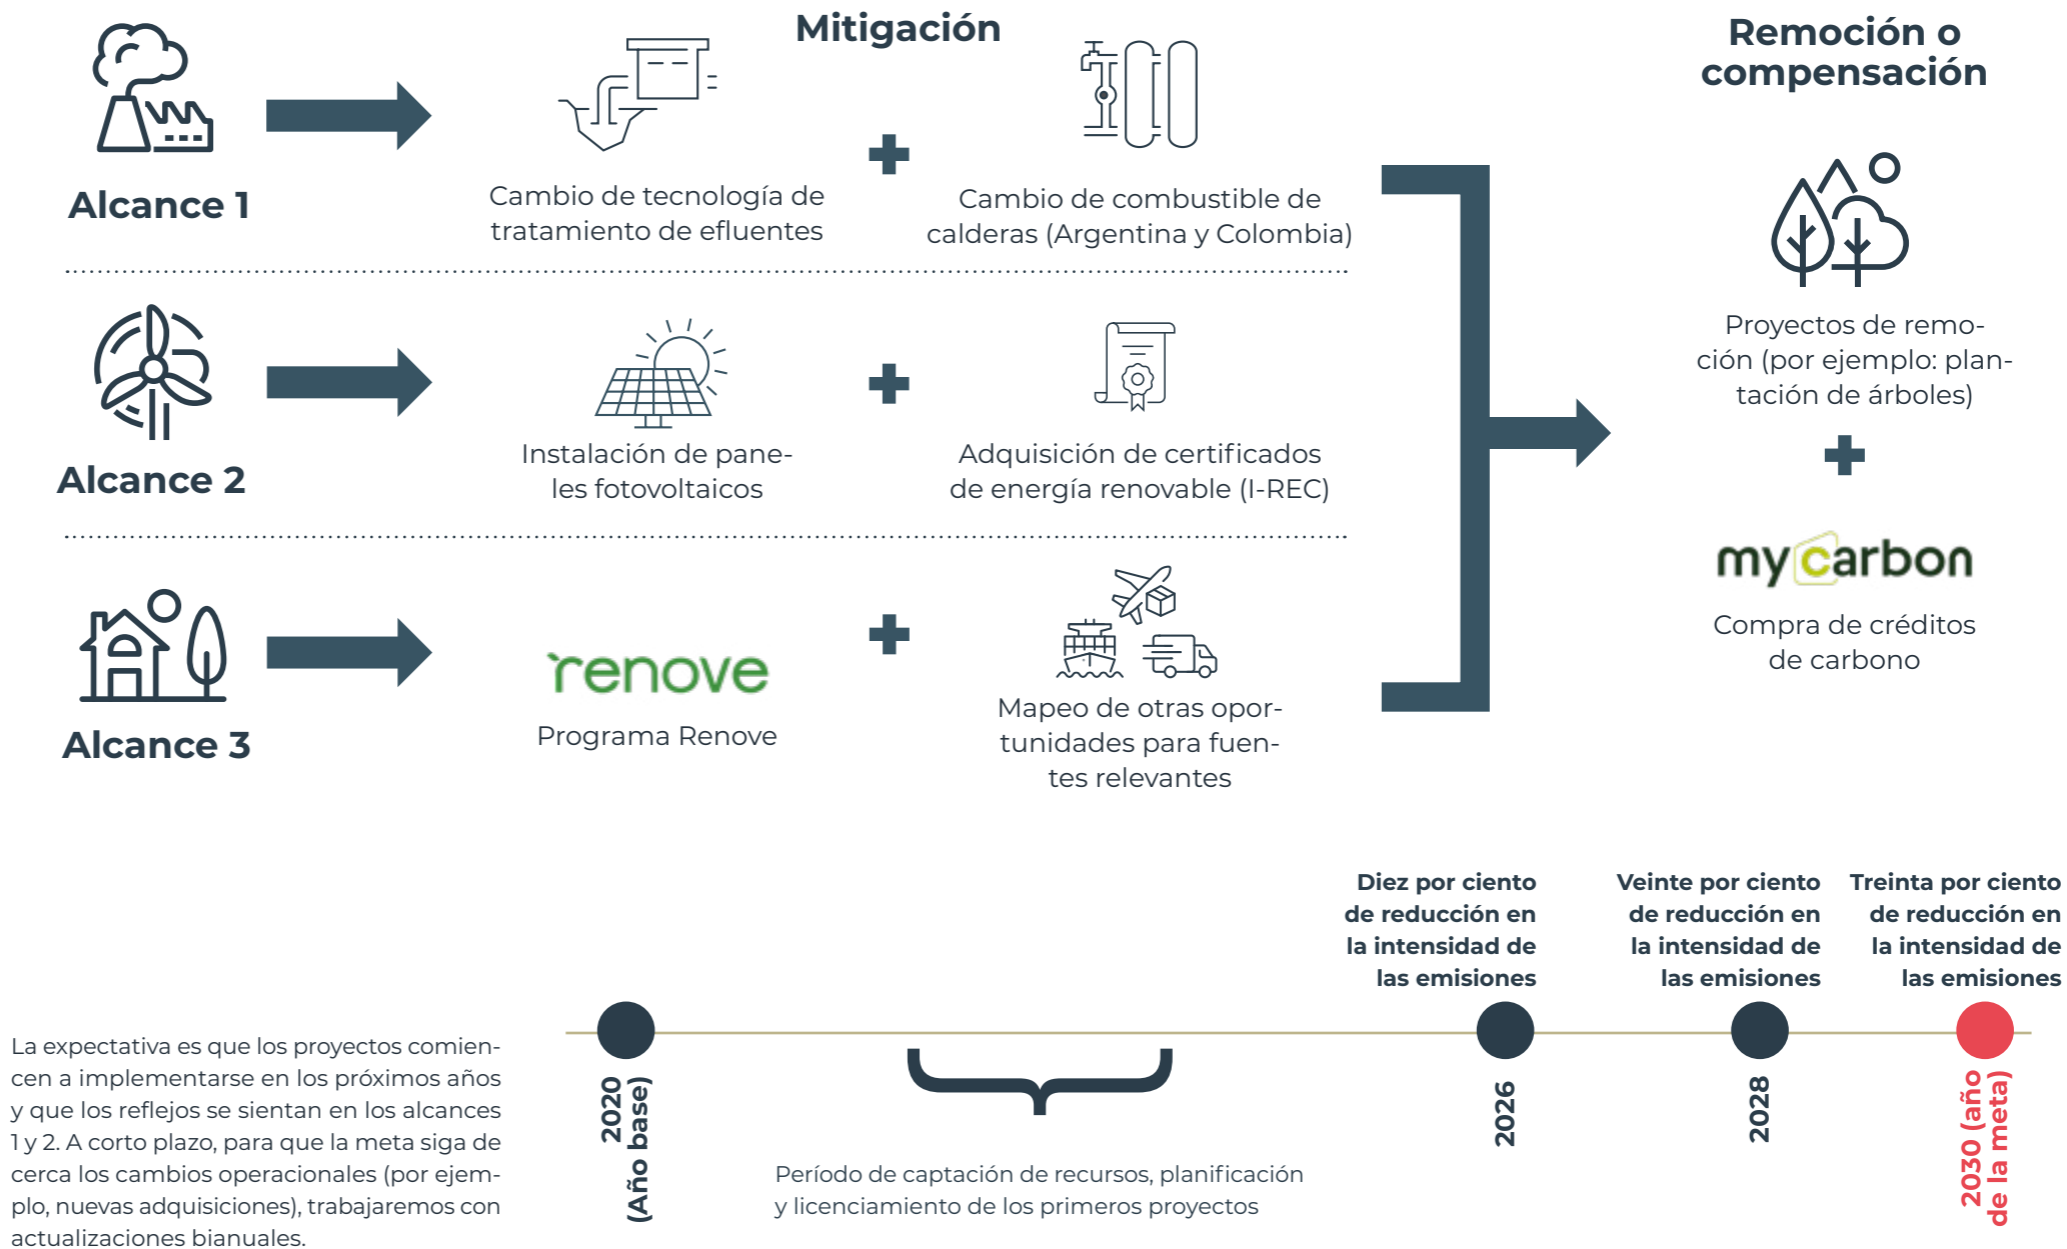 Mitigación
Remoción o
compensación
Alcance 1
Cambio de tecnología de
tratamiento de efluentes
Cambio de combustible de
calderas (Argentina y Colombia)
Alcance 2
Instalación de pane-
les fotovoltaicos
Adquisición de certificados
de energía renovable (I-REC)
Alcance 3
renove
Programa Renove
Mapeo de otras opor-
tunidades para fuen-
tes relevantes
Proyectos de remo-
ción (por ejemplo: plan-
tación de árboles)
mycarbon
Compra de créditos
de carbono
La expectativa es que los proyectos comien-
cen a implementarse en los próximos años
y que los reflejos se sientan en los alcances
1 y 2. A corto plazo, para que la meta siga de
cerca los cambios operacionales (por ejem-
plo, nuevas adquisiciones), trabajaremos con
actualizaciones bianuales.
2020
(Año base)
Período de captación de recursos, planificación
y licenciamiento de los primeros proyectos
Diez por ciento
de reducción en
la intensidad de
las emisiones
2026
Veinte por ciento
de reducción en
la intensidad de
las emisiones
2028
Treinta por ciento
de reducción en
la intensidad de
las emisiones
2030 (año
de la meta)